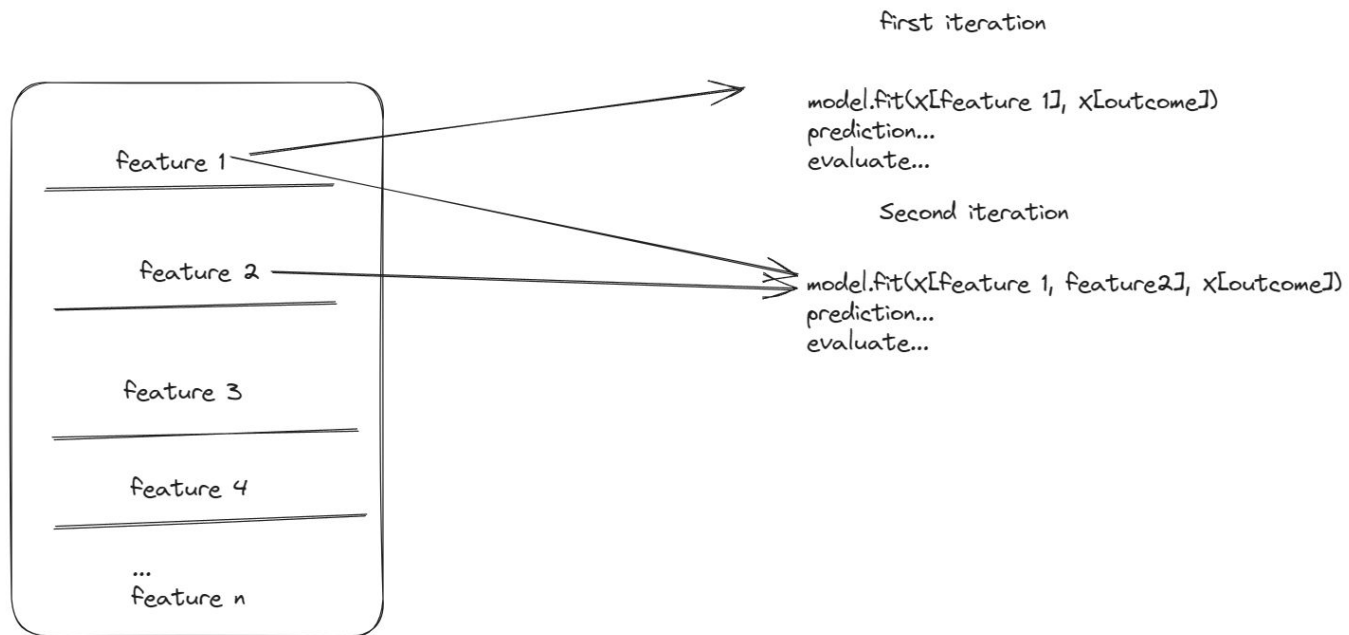 feature 1
feature 2
feature 3
feature 4
...
feature n
first iteration
model.fit(x[feature 1], x[outcome])
prediction...
evaluate...
Second iteration
model.fit(x[feature 1, feature2], x[outcome])
prediction...
evaluate...